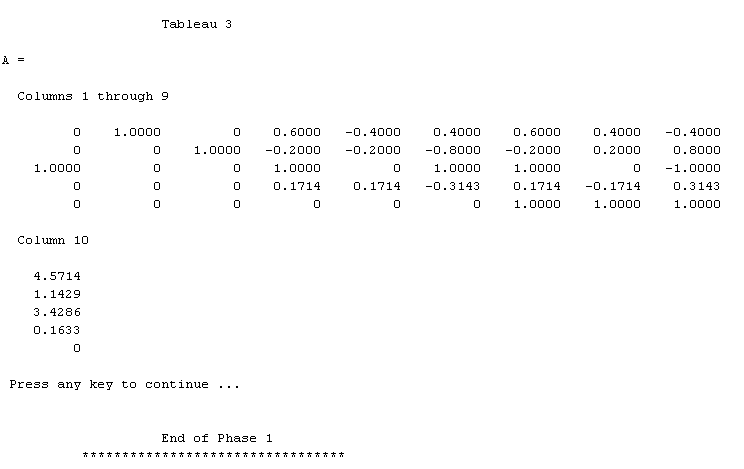 Tableau 3
A =
Columns 1 through 9
0 1.0000 0 0.6000 -0.4000 0.4000 0.6000 0.4000 -0.4000
0 0 1.0000 -0.2000 -0.2000 -0.8000 -0.2000 0.2000 0.8000
1.0000 0 0 1.0000 0 1.0000 1.0000 0 -1.0000
0 0 0 0.1714 0.1714 -0.3143 0.1714 -0.1714 0.3143
0 0 0 0 0 0 1.0000 1.0000 1.0000
Column 10
4.5714
1.1429
3.4286
0.1633
0
Press any key to continue ...
End of Phase 1
*********************************